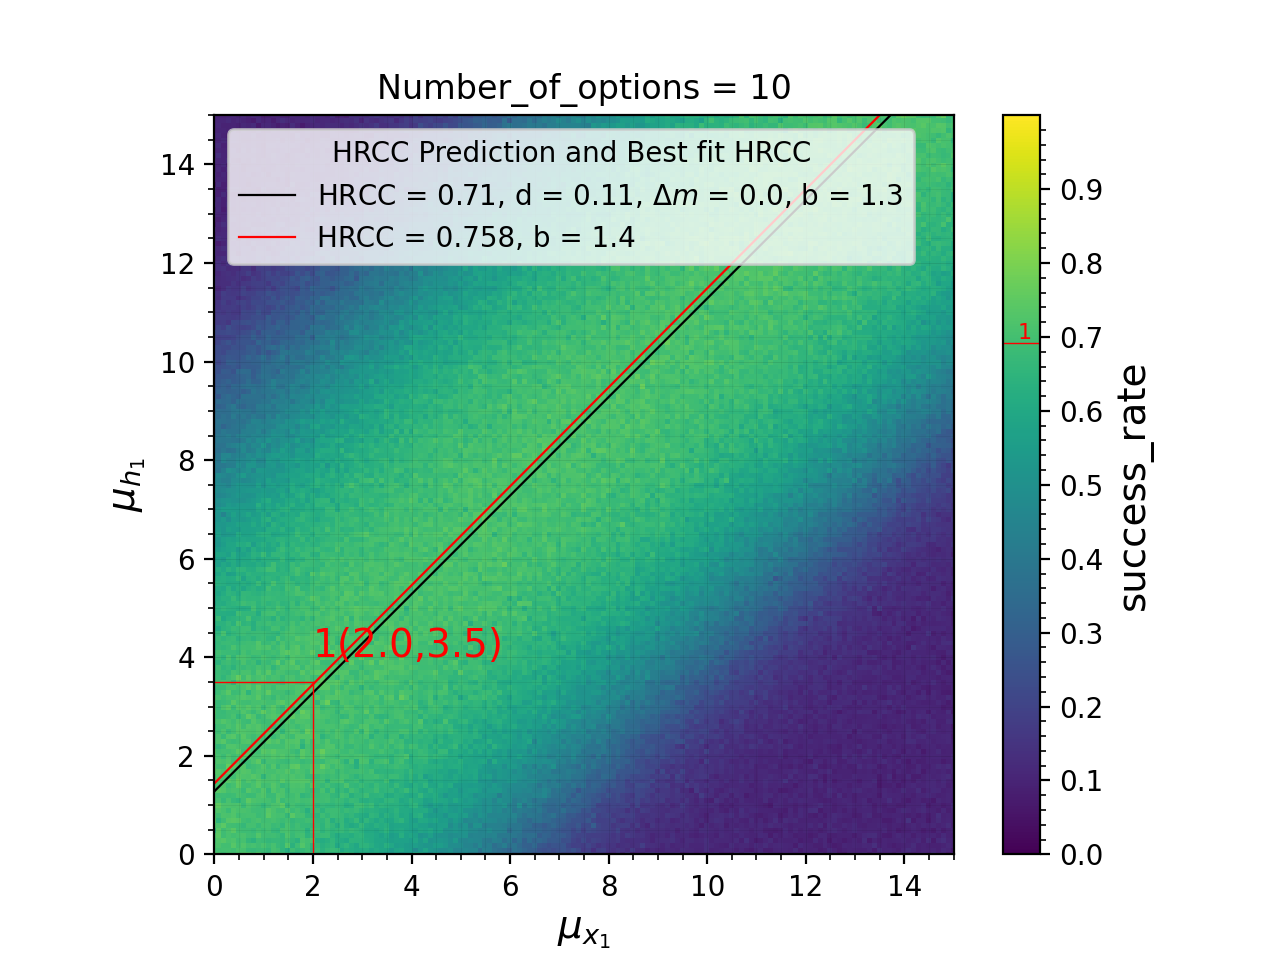 Number_of_options = 10
HRCC Prediction and Best fit HRCC
HRCC = 0.71, d = 0.11, Δm = 0.0, b = 1.3
HRCC = 0.758, b = 1.4
14
12
10
8
6
4
2
0
μh1
1(2.0,3.5)
0 2 4 6 8 10 12 14
μx1
1
0.9
0.8
0.7
0.6
0.5
0.4
0.3
0.2
0.1
0.0
success_rate